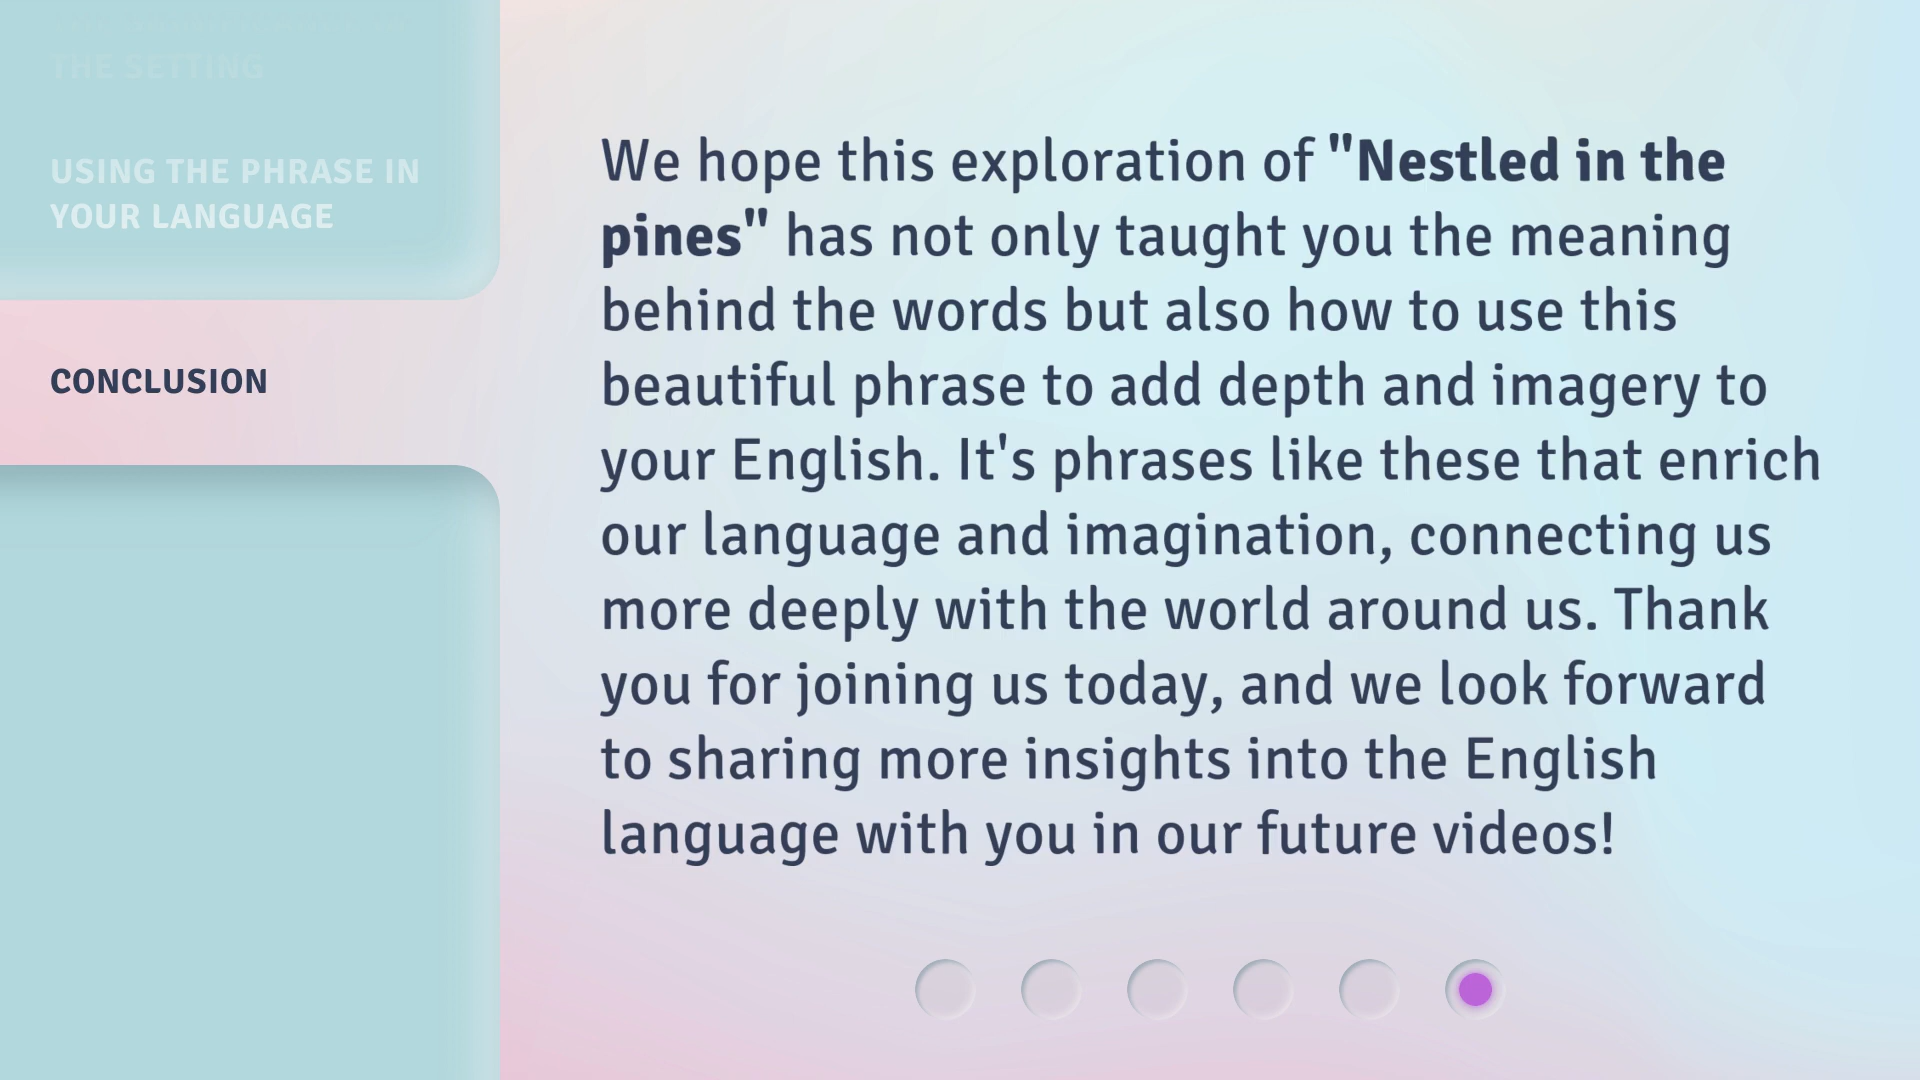 THE SETTING
USING THE PHRASE IN
YOUR LANGUAGE
CONCLUSION
We hope this exploration of "Nestled in the
pines" has not only taught you the meaning
behind the words but also how to use this
beautiful phrase to add depth and imagery to
your English. It's phrases like these that enrich
our language and imagination, connecting us
more deeply with the world around us. Thank
you for joining us today, and we look forward
to sharing more insights into the English
language with you in our future videos!